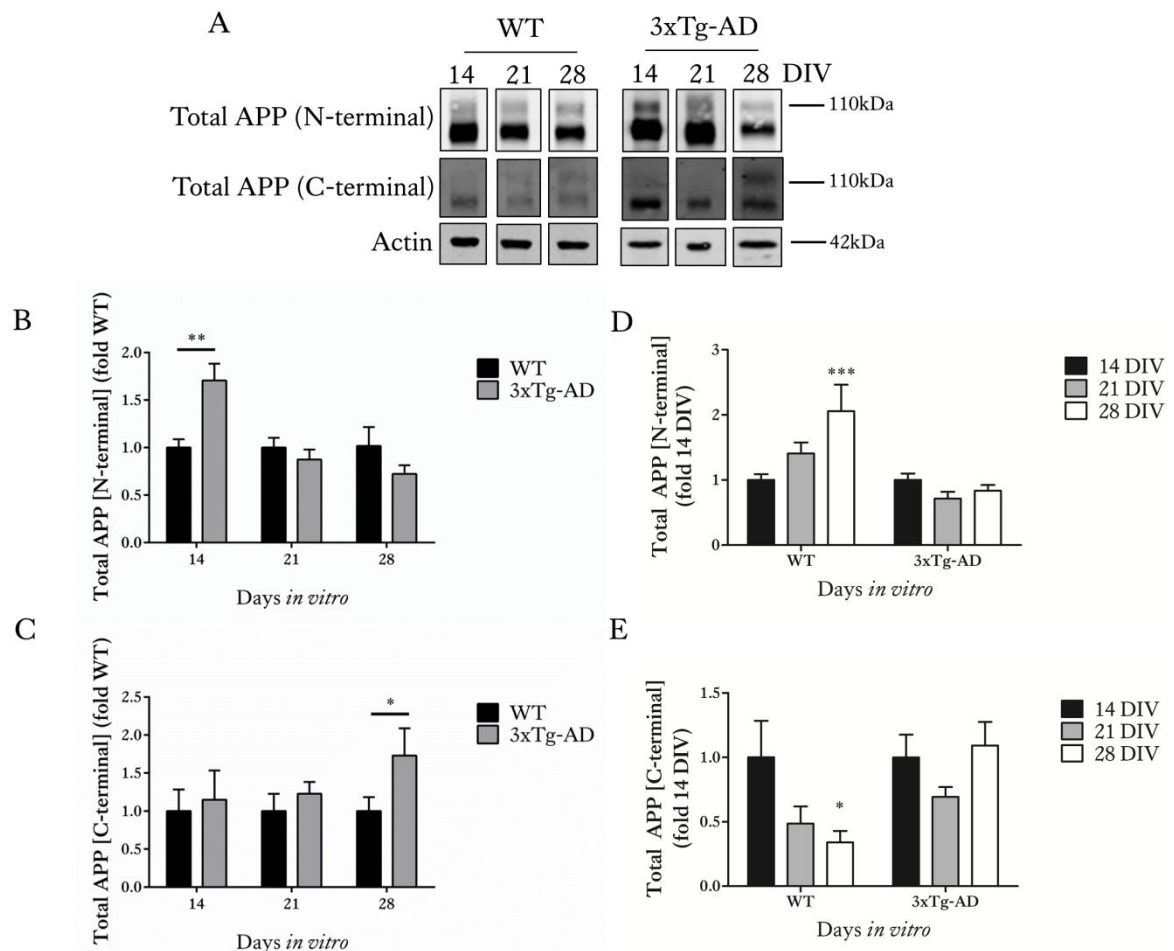 A
WT 3xTg-AD
14 21 28 14 21 28 DIV
Total APP (N-terminal) 110kDa
Total APP (C-terminal) 110kDa
Actin 42kDa
B
Total APP [N-terminal] (fold WT)
2.0
1.5
1.0
0.5
0.0
**
14 21 28
Days in vitro
WT
3xTg-AD
D
Total APP [N-terminal]
(fold 14 DIV)
3
2
1
0
***
WT 3xTg-AD
Days in vitro
14 DIV
21 DIV
28 DIV
C
Total APP [C-terminal] (fold WT)
2.5
2.0
1.5
1.0
0.5
0.0
*
14 21 28
Days in vitro
WT
3xTg-AD
E
Total APP [C-terminal]
(fold 14 DIV)
1.5
1.0
0.5
0.0
*
WT 3xTg-AD
Days in vitro
14 DIV
21 DIV
28 DIV